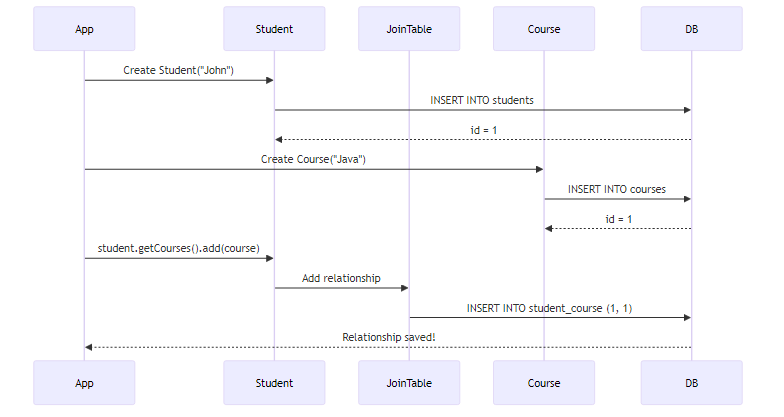 App Student JoinTable Course DB
Create Student("John")
INSERT INTO students
id = 1
Create Course("Java")
INSERT INTO courses
id = 1
student.getCourses().add(course)
Add relationship
INSERT INTO student_course (1, 1)
Relationship saved!
App Student JoinTable Course DB